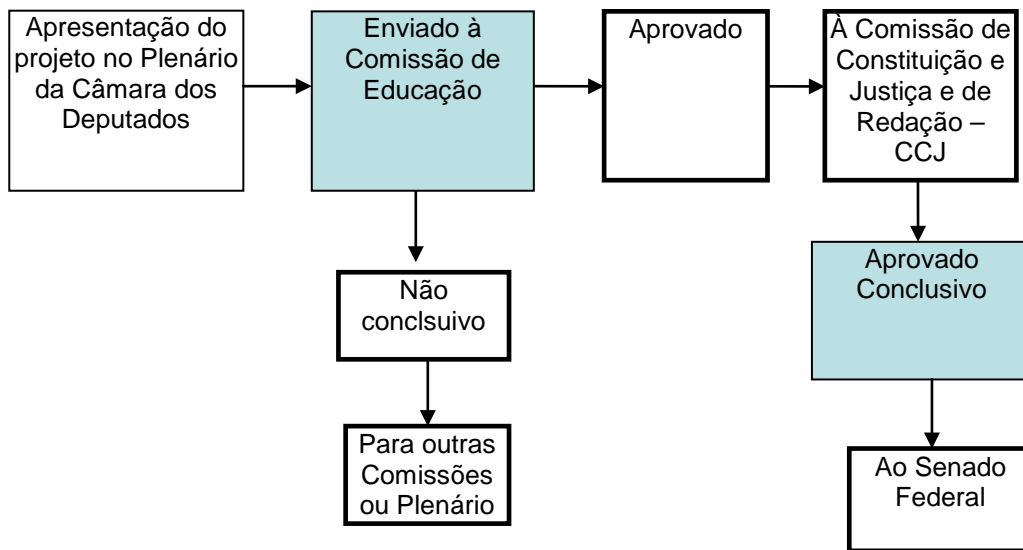 Apresentação do
projeto no Plenário
da Câmara dos
Deputados
Enviado à
Comissão de
Educação
Aprovado
À Comissão de
Constituição e
Justiça e de
Redação –
CCJ
Não
conclsuivo
Aprovado
Conclusivo
Para outras
Comissões
ou Plenário
Ao Senado
Federal